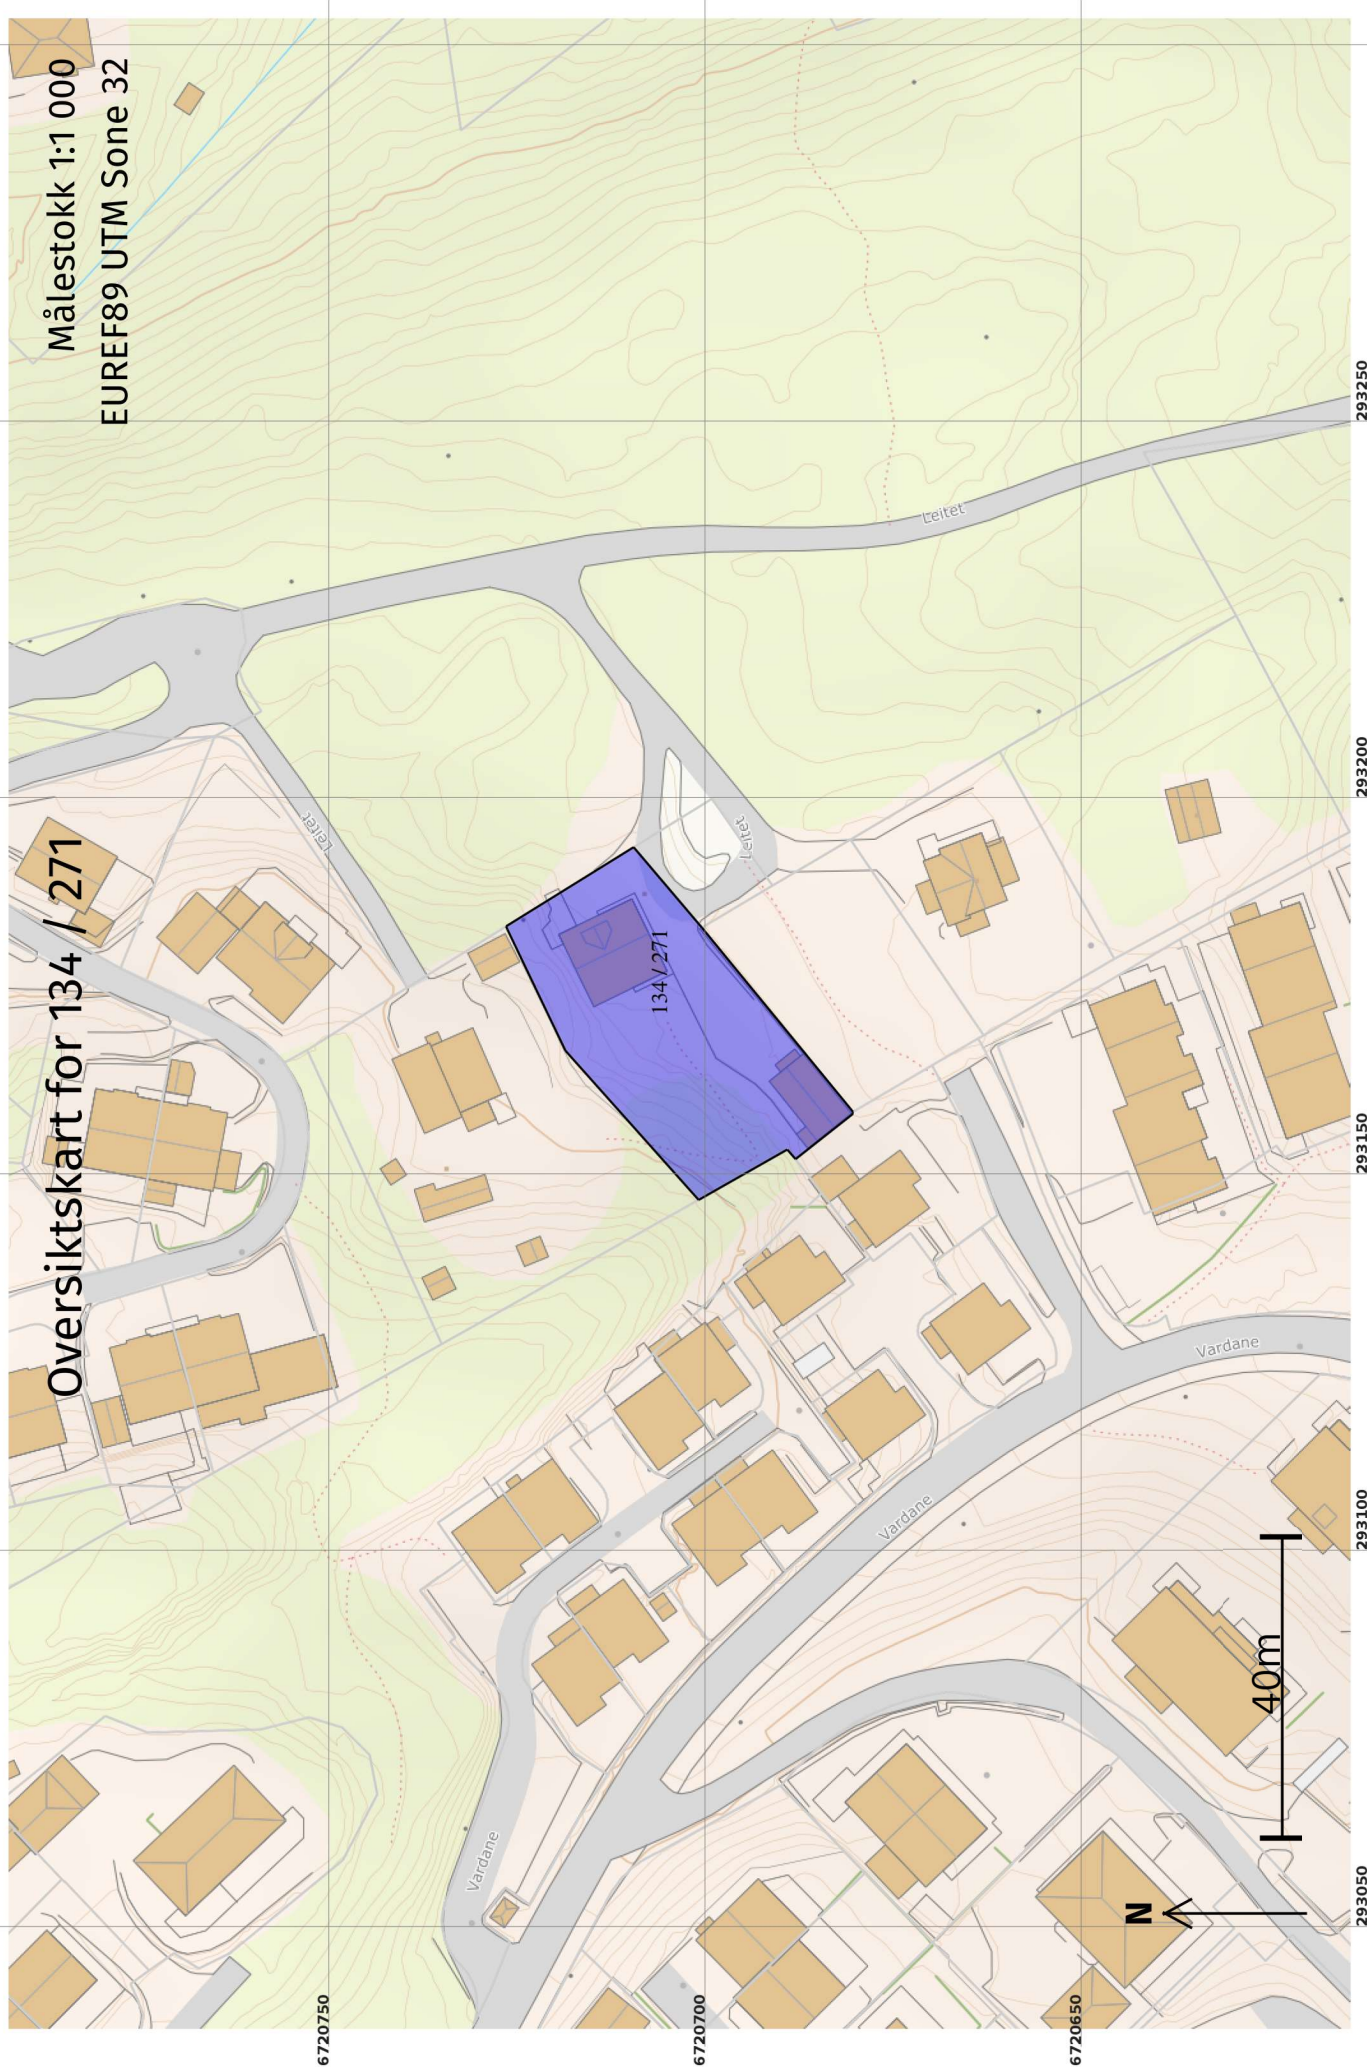 Oversiktskart for 134 / 271
Målestokk 1:1 000
EUREF89 UTM Sone 32
Leitet
Leitet
Leitet
134 / 271
Vardane
Vardane
Vardane
40m
N
6720750
6720700
6720650
293050
293100
293150
293200
293250